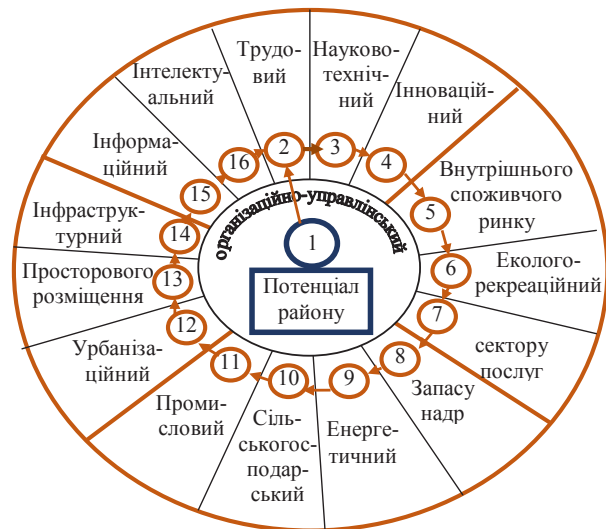 Трудо-
вий
2
Науково-
техніч-
ний
3
Інновацій-
ний
4
Внутрішнього
споживчого
ринку
5
Еколого-
рекреаційний
6
сектору
послуг
7
Запасу
надр
8
Енерге-
тичний
9
Сіль-
ськогос-
подар-
ський
10
Проми-
словий
11
Урбаніза-
ційний
12
Просторового
розміщення
13
Інфраструк-
турний
14
Інформа-
ційний
15
Інтелекту-
альний
16
організаційно-управлінський
1
Потенціал
району